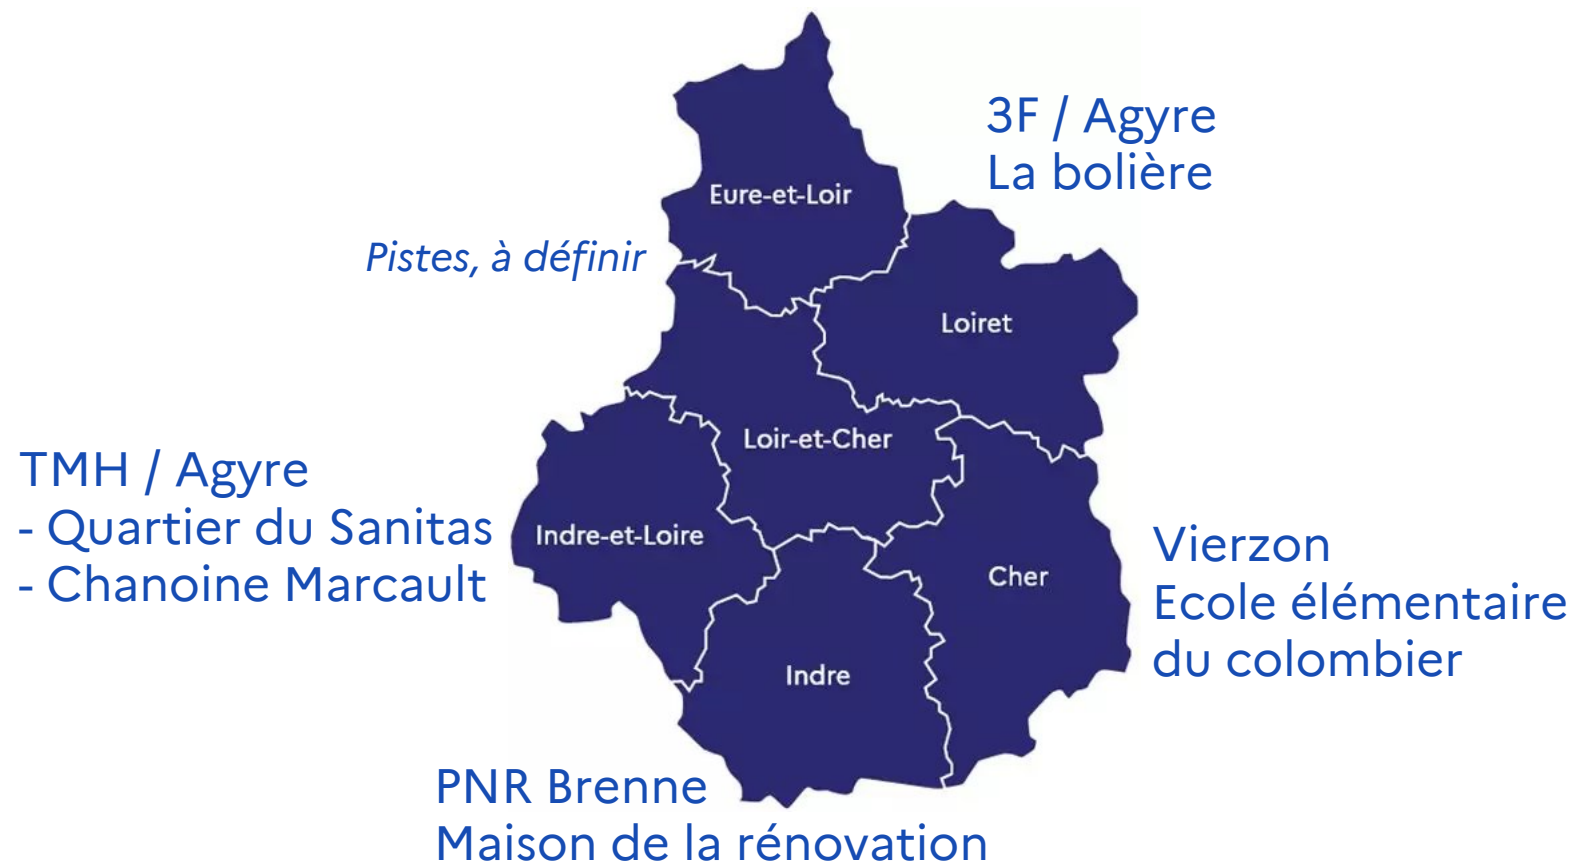 3F / Agyre
La bolière
Eure-et-Loir
Pistes, à définir
Loiret
Loir-et-Cher
TMH / Agyre
- Quartier du Sanitas
- Chanoine Marcault
Indre-et-Loire
Cher
Vierzon
Ecole élémentaire
du colombier
Indre
PNR Brenne
Maison de la rénovation